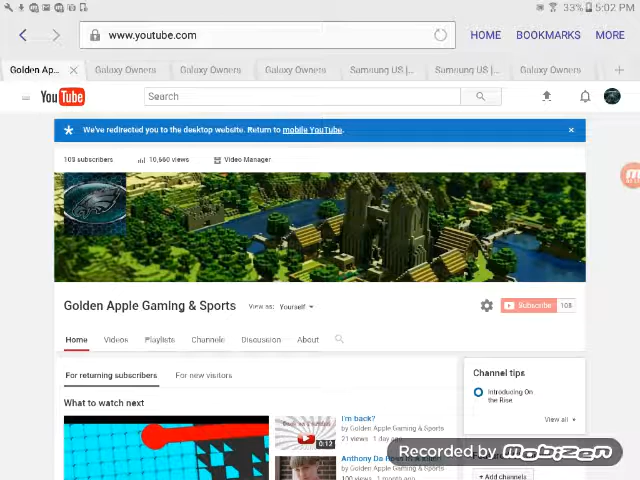 33% 5:02 PM
www.youtube.com HOME BOOKMARKS MORE
Golden Ap... Galaxy Owners Galaxy Owners Galaxy Owners Samsung US |... Samsung US |... Galaxy Owners
YouTube Search
We've redirected you to the desktop website. Return to mobile YouTube.
103 subscribers 10,660 views Video Manager
Golden Apple Gaming & Sports View as: Yourself Subscribe 103
Home Videos Playlists Channels Discussion About
For returning subscribers For new visitors
Channel tips
Introducing On
the Rise
What to watch next
View all
I'm back?
by Golden Apple Gaming & Sports
21 views 1 day ago
0:12
Recorded by Mobizen
by Golden Apple Gaming & Sports
100 views 1 month ago
+ Add channels